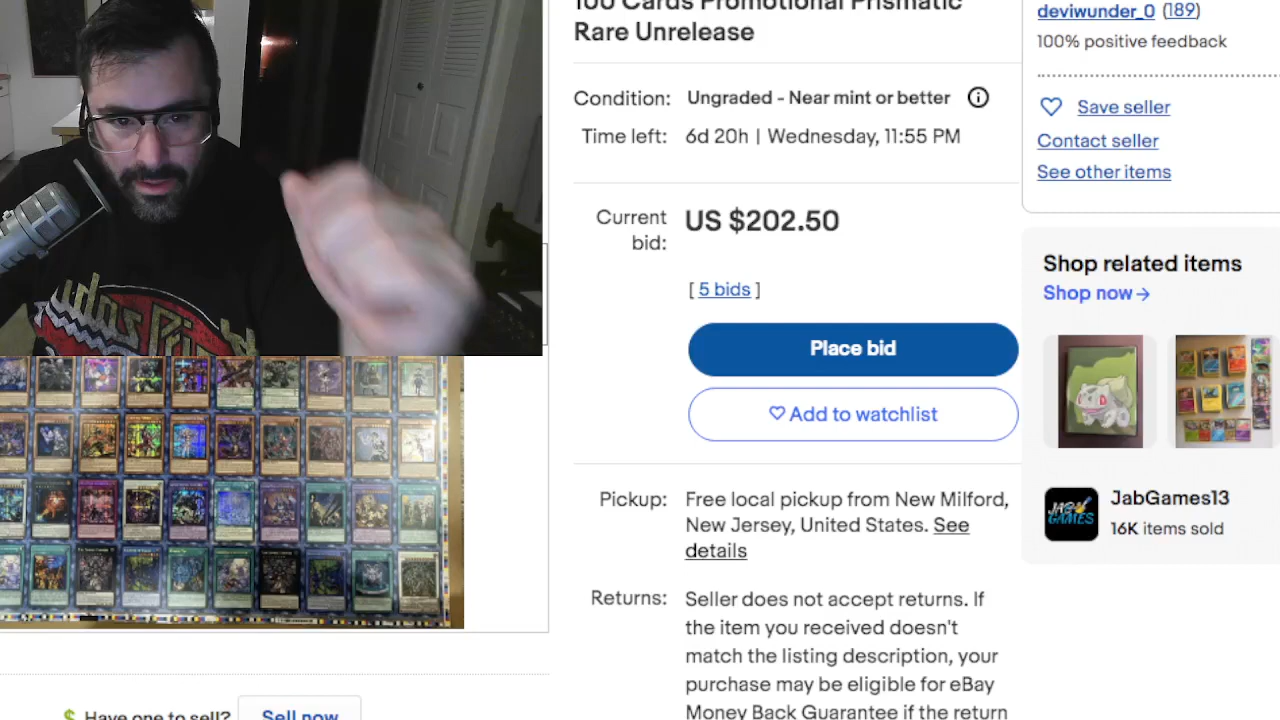 100 Cards Promotional Prismatic
Rare Unrelease
Condition: Ungraded - Near mint or better
Time left: 6d 20h | Wednesday, 11:55 PM
Current
bid:
US $202.50
[ 5 bids ]
Place bid
Add to watchlist
Pickup:
Free local pickup from New Milford,
New Jersey, United States. See
details
Returns:
Seller does not accept returns. If
the item you received doesn't
match the listing description, your
purchase may be eligible for eBay
Money Back Guarantee if the return
deviwunder_0 (189)
100% positive feedback
Save seller
Contact seller
See other items
Shop related items
Shop now
JAB
GAMES
JabGames13
16K items sold
Have one to sell?
Sell now